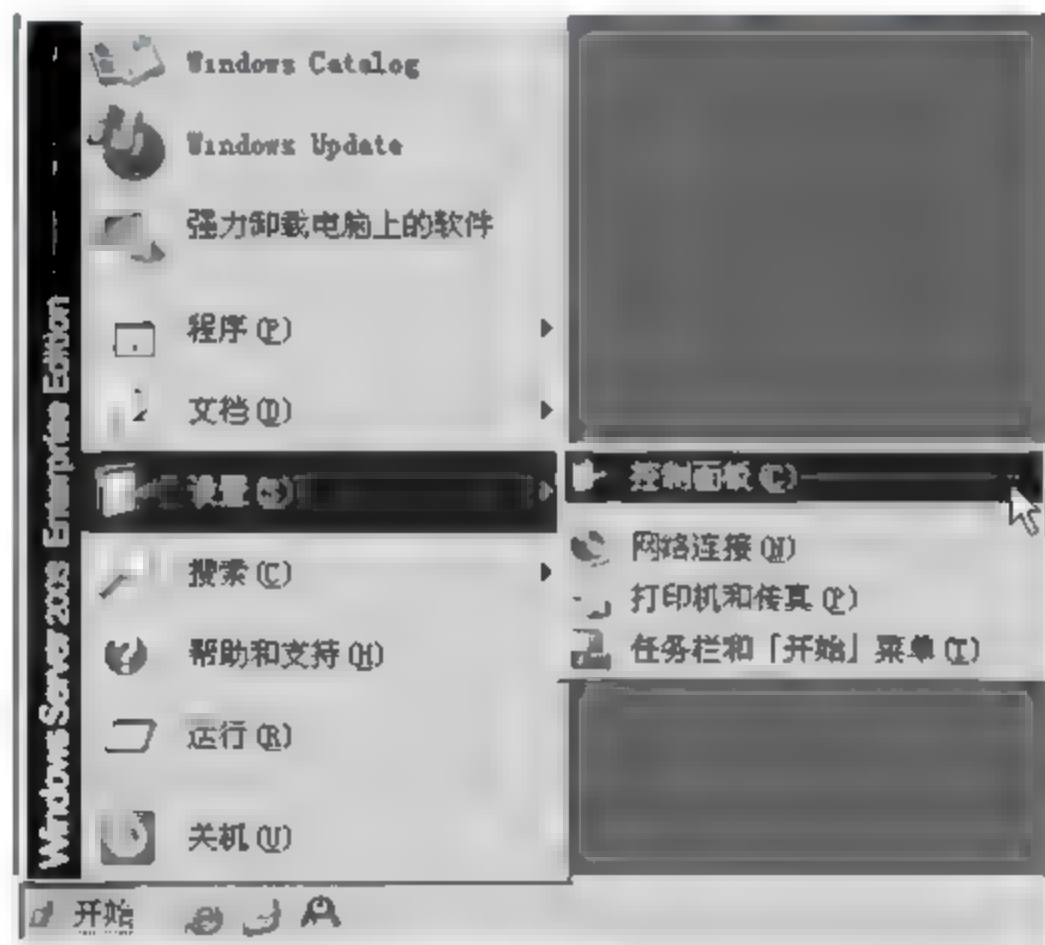 Windows Catalog
Windows Update
强力卸载电脑上的软件
程序(P)
文档(D)
设置(S)
搜索(C)
帮助和支持(H)
运行(R)
关机(U)
Windows Server 2003 Enterprise Edition
控制面板(C)
网络连接(N)
打印机和传真(P)
任务栏和「开始」菜单(T)
开始